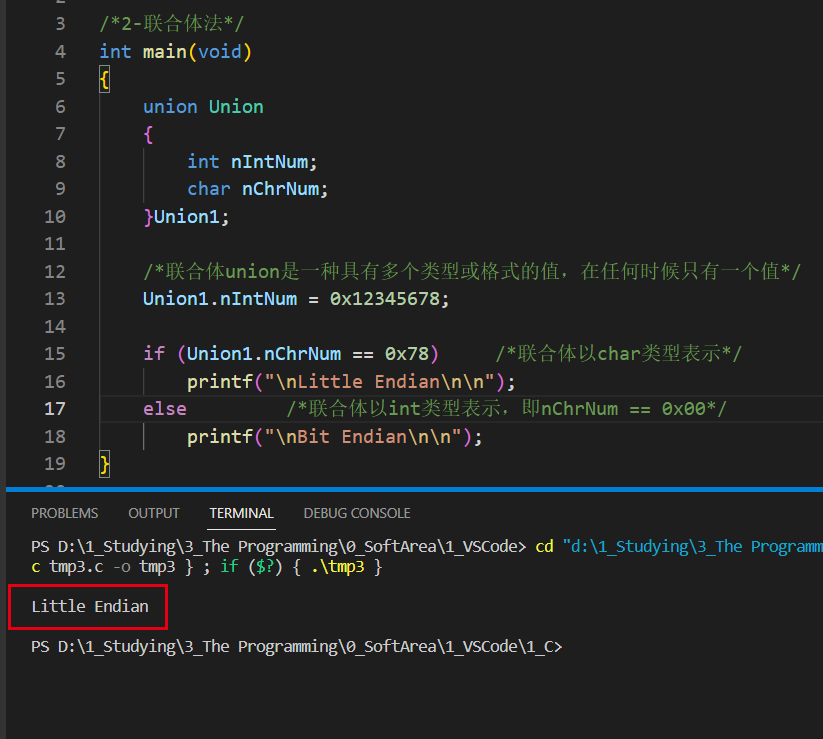 3 /*2-联合体法*/
4 int main(void)
5 {
6 union Union
7 {
8 int nIntNum;
9 char nChrNum;
10 }Union1;
11
12 /*联合体union是一种具有多个类型或格式的值，在任何时候只有一个值*/
13 Union1.nIntNum = 0x12345678;
14
15 if (Union1.nChrNum == 0x78) /*联合体以char类型表示*/
16 printf("\nLittle Endian\n\n");
17 else /*联合体以int类型表示，即nChrNum == 0x00*/
18 printf("\nBit Endian\n\n");
19 }
PROBLEMS OUTPUT TERMINAL DEBUG CONSOLE
PS D:\1_Studying\3_The Programming\0_SoftArea\1_VSCode> cd "d:\1_Studying\3_The Programm
c tmp3.c -o tmp3 } ; if ($?) { .\tmp3 }
Little Endian
PS D:\1_Studying\3_The Programming\0_SoftArea\1_VSCode\1_C>